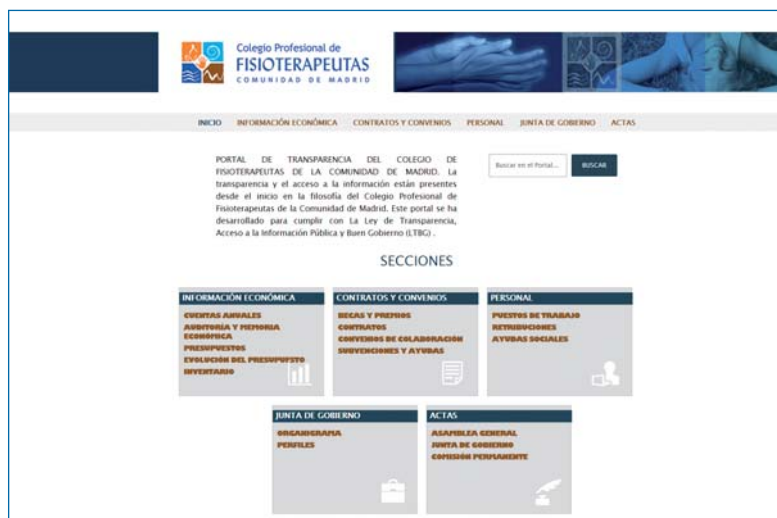 Colegio Profesional de
FISIOTERAPEUTAS
COMUNIDAD DE MADRID
INICIO INFORMACIÓN ECONÓMICA CONTRATOS Y CONVENIOS PERSONAL JUNTA DE GOBIERNO ACTAS
PORTAL DE TRANSPARENCIA DEL COLEGIO DE
FISIOTERAPEUTAS DE LA COMUNIDAD DE MADRID. La
transparencia y el acceso a la información están presentes
desde el inicio en la filosofía del Colegio Profesional de
Fisioterapeutas de la Comunidad de Madrid. Este portal se ha
desarrollado para cumplir con La Ley de Transparencia,
Acceso a la Información Pública y Buen Gobierno (LTBG) .
Buscar en el Portal... BUSCAR
SECCIONES
INFORMACIÓN ECONÓMICA
CUENTAS ANUALES
AUDITORÍA Y MEMORIA
ECONÓMICA
PRESUPUESTOS
EVOLUCIÓN DEL PRESUPUESTO
INVENTARIO
CONTRATOS Y CONVENIOS
BECAS Y PREMIOS
CONTRATOS
CONVENIOS DE COLABORACIÓN
SUBVENCIONES Y AYUDAS
PERSONAL
PUESTOS DE TRABAJO
RETRIBUCIONES
AYUDAS SOCIALES
JUNTA DE GOBIERNO
ORGANIGRAMA
PERFILES
ACTAS
ASAMBLEA GENERAL
JUNTA DE GOBIERNO
COMISIÓN PERMANENTE